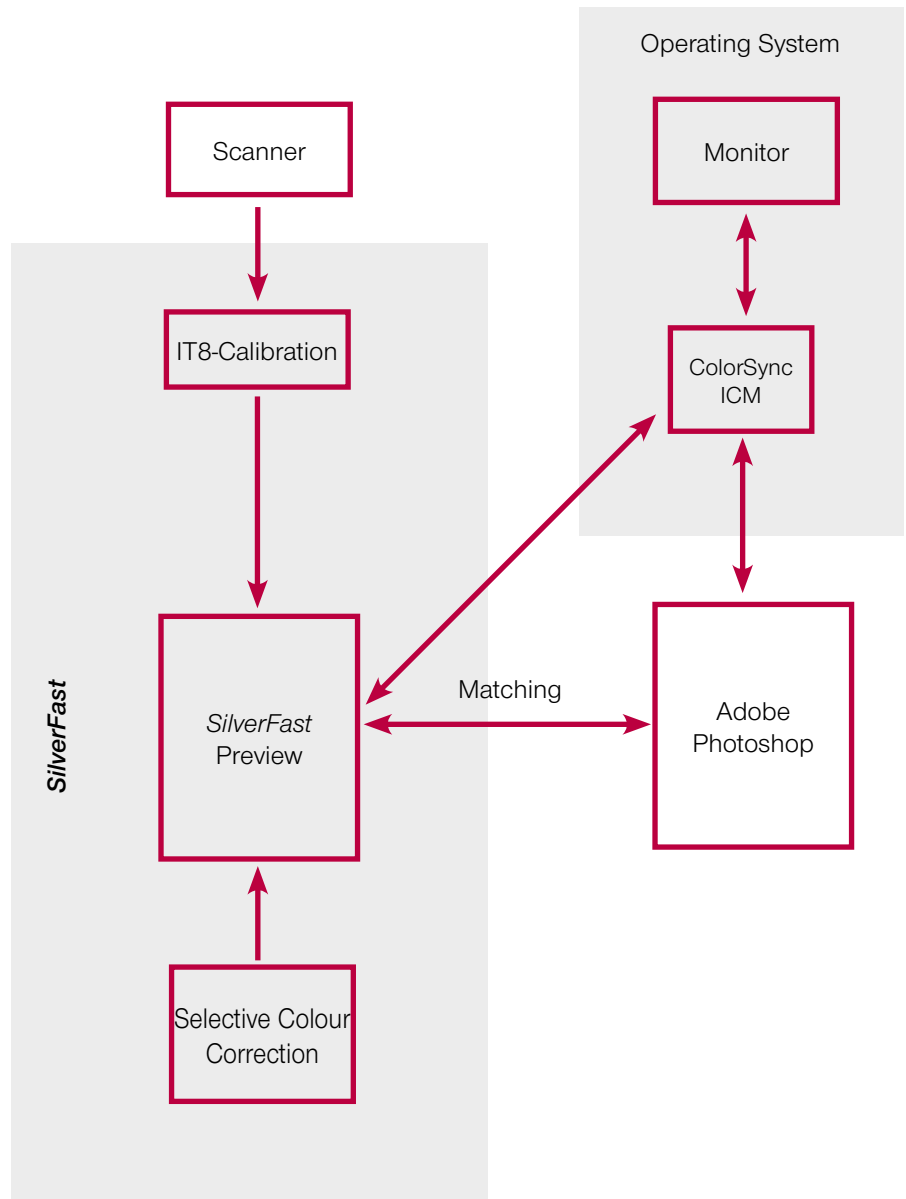 Operating System
Scanner
Monitor
IT8-Calibration
ColorSync
ICM
Matching
SilverFast
SilverFast
Preview
Adobe
Photoshop
Selective Colour
Correction